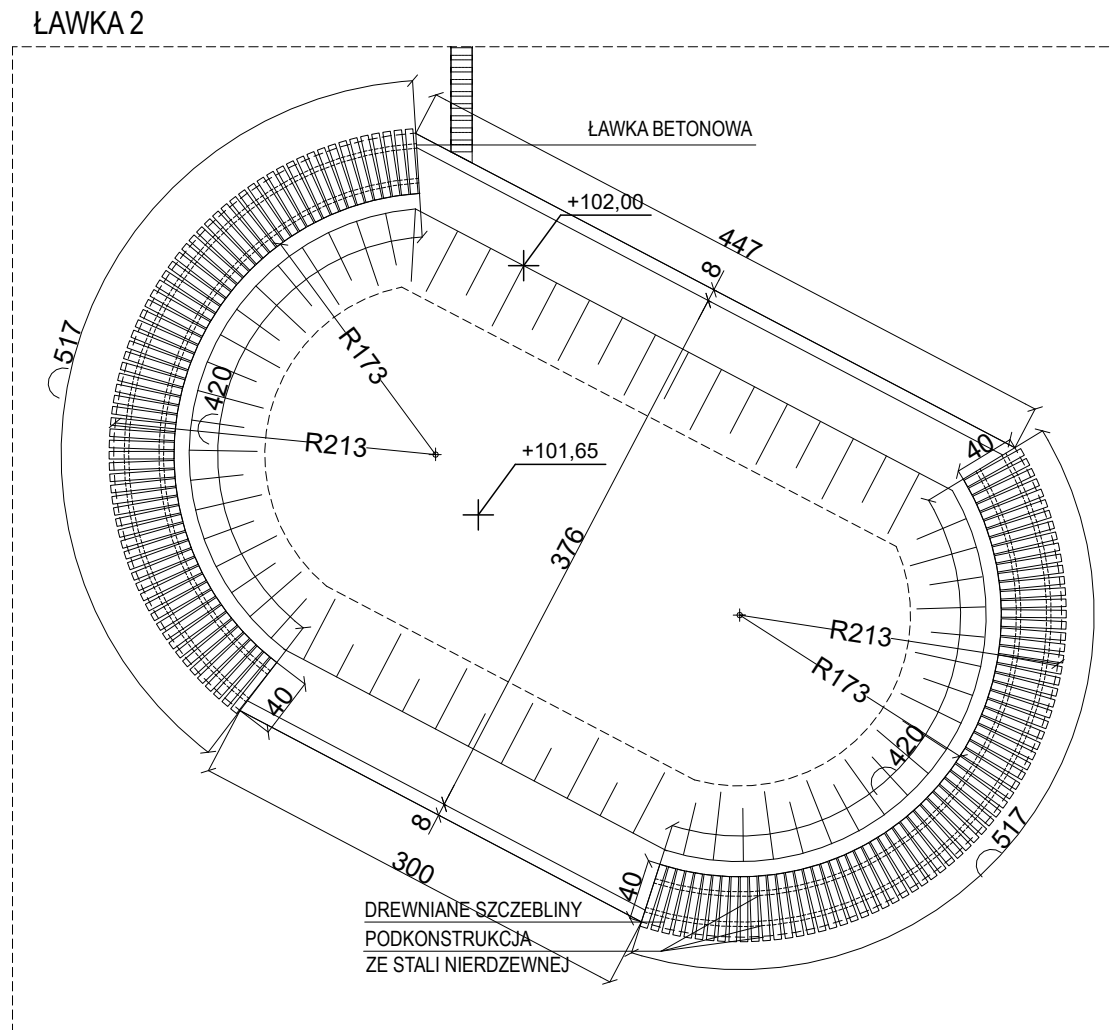 ŁAWKA 2
ŁAWKA BETONOWA
+102,00
447
8
517
R173
420
R213
+101,65
40
376
R213
R173
40
420
517
8
300
40
DREWNIANE SZCZEBLINY
PODKONSTRUKCJA
ZE STALI NIERDZEWNEJ